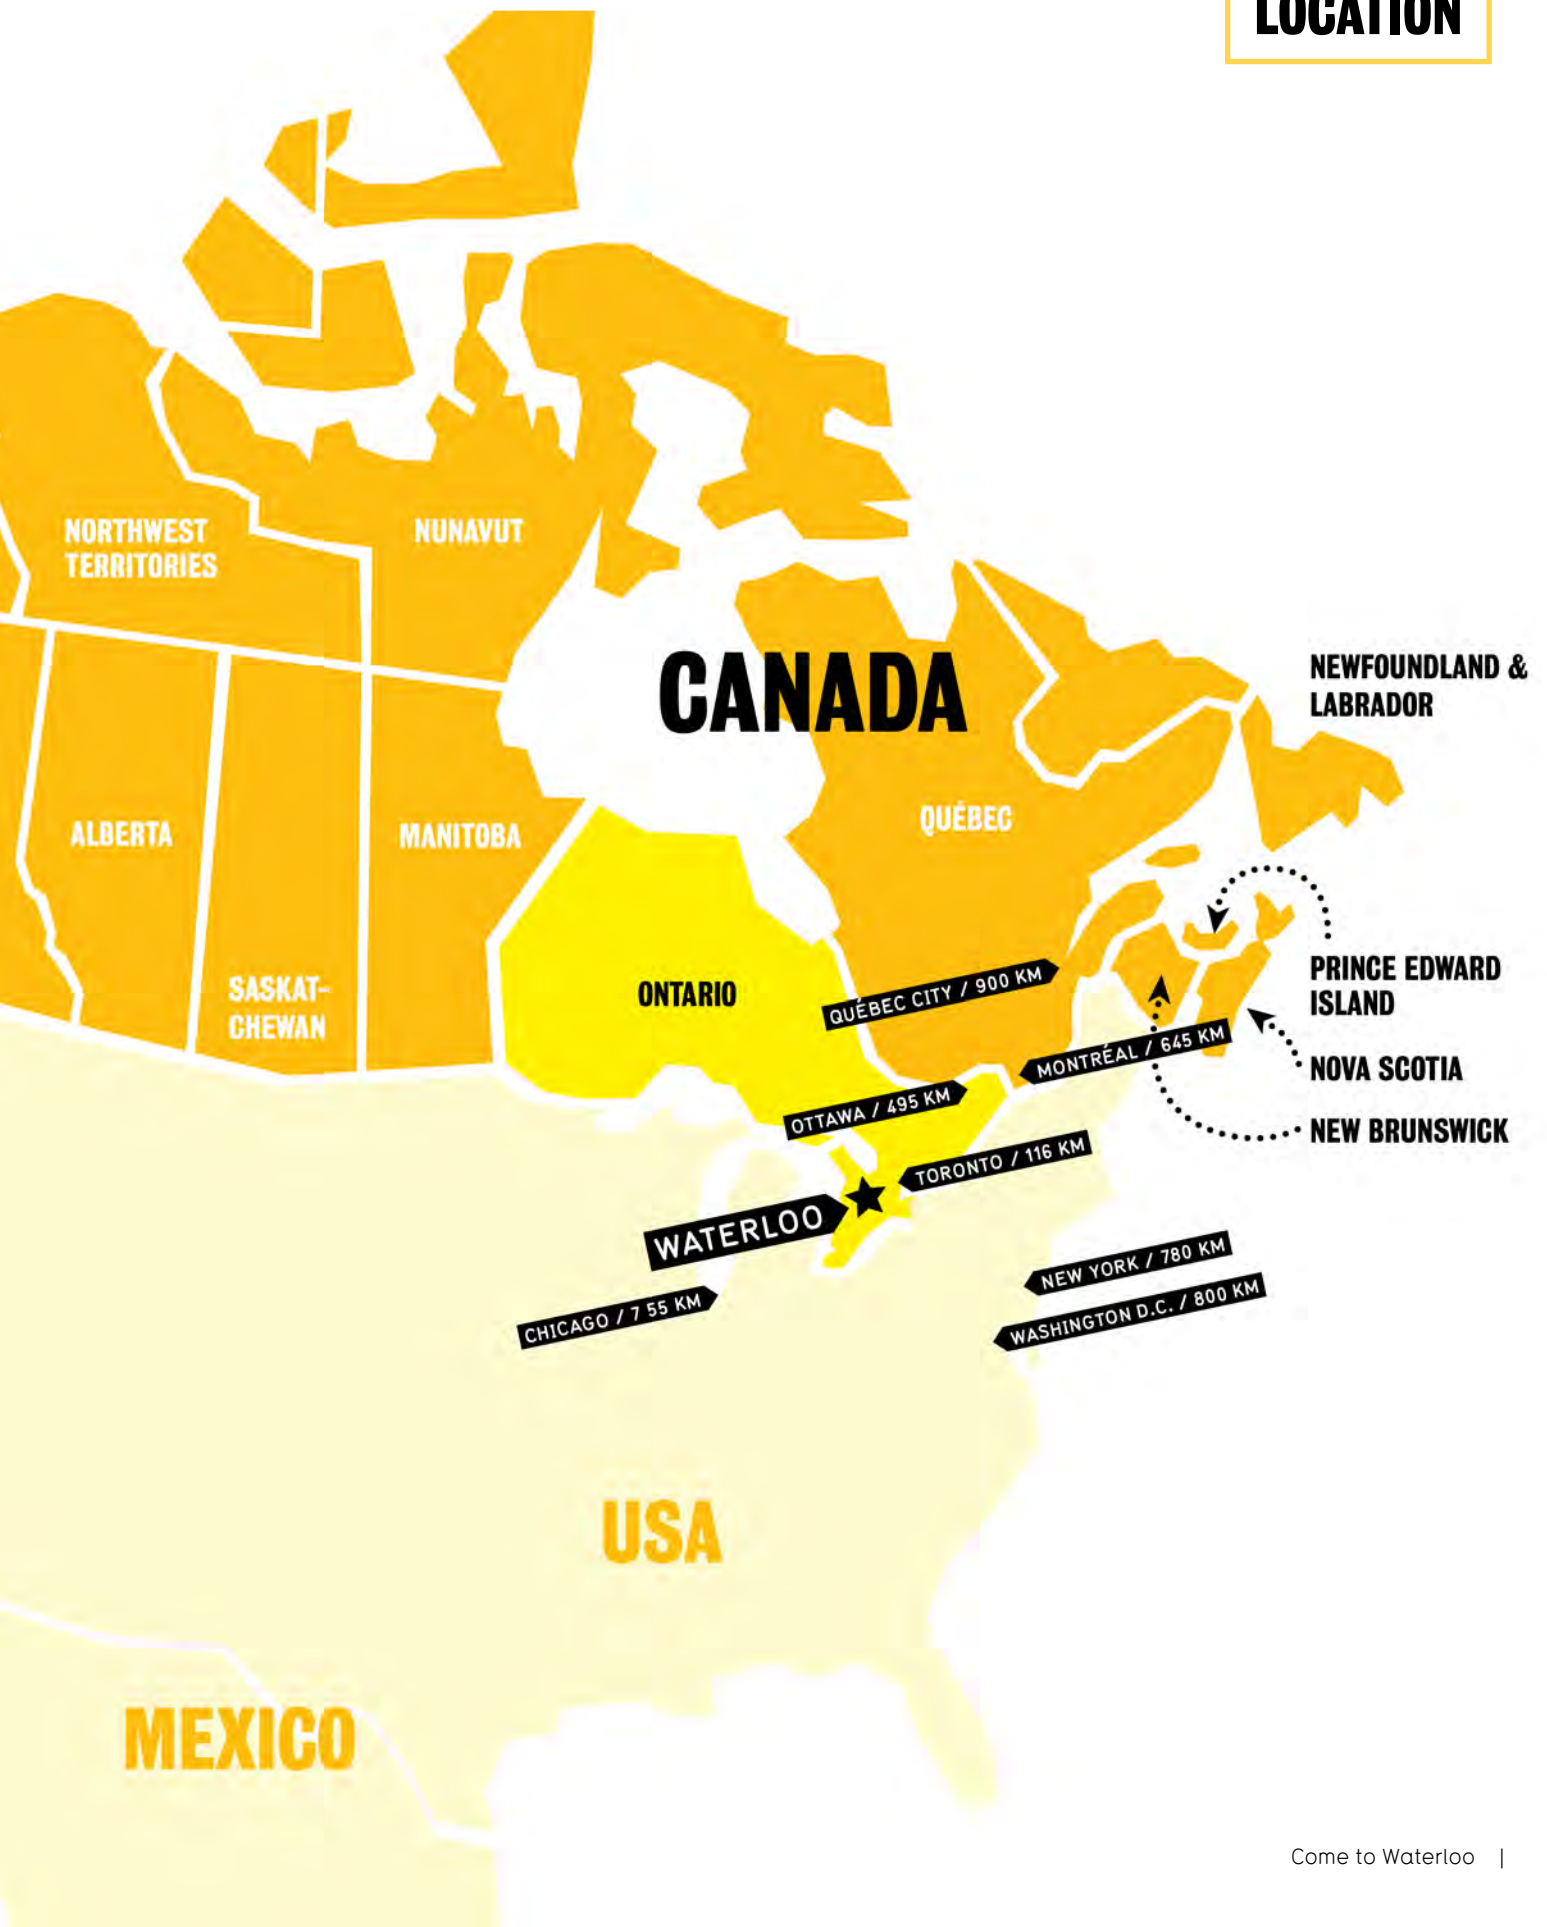 LOCATION
NORTHWEST
TERRITORIES
NUNAVUT
CANADA
NEWFOUNDLAND &
LABRADOR
ALBERTA
MANITOBA
QUÉBEC
SASKAT-
CHEWAN
ONTARIO
QUÉBEC CITY / 900 KM
PRINCE EDWARD
ISLAND
MONTRÉAL / 645 KM
NOVA SCOTIA
OTTAWA / 495 KM
NEW BRUNSWICK
TORONTO / 116 KM
WATERLOO
NEW YORK / 780 KM
CHICAGO / 7 55 KM
WASHINGTON D.C. / 800 KM
USA
MEXICO
Come to Waterloo |